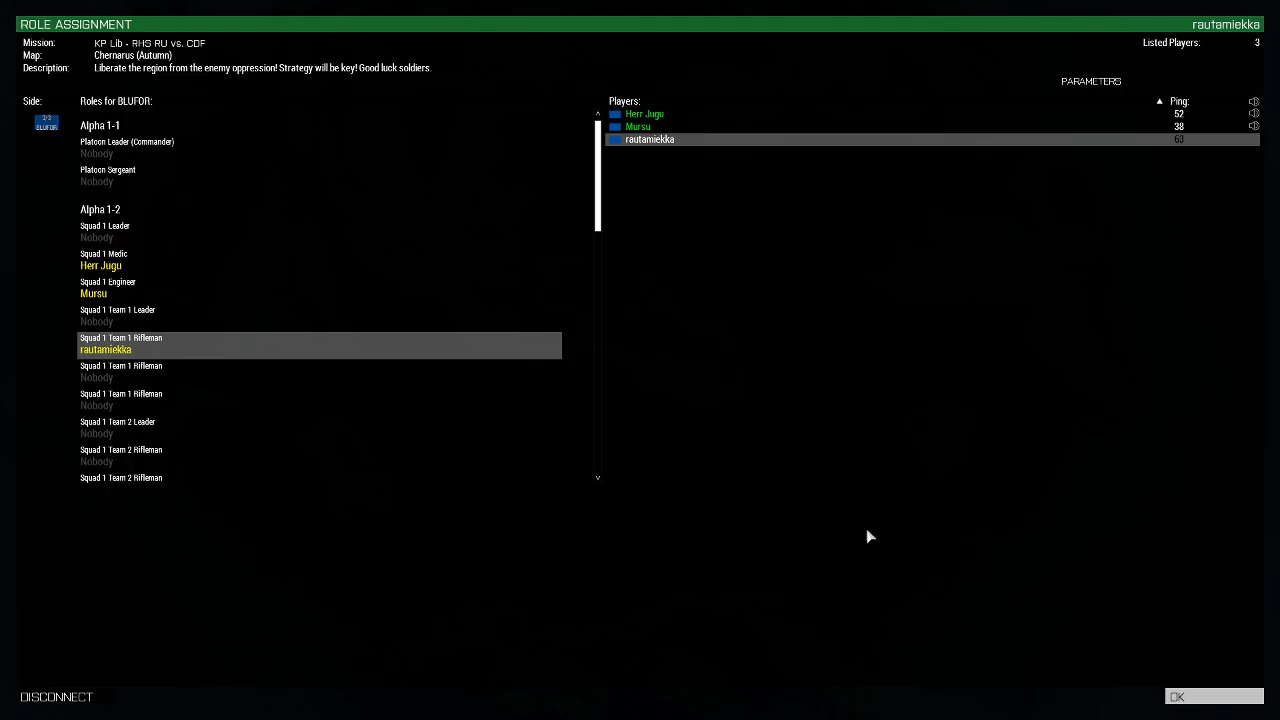 ROLE ASSIGNMENT rautamiekka
Mission: KP Lib - RHS RU vs. CDF Listed Players: 3
Map: Chernarus (Autumn)
Description: Liberate the region from the enemy oppression! Strategy will be key! Good luck soldiers.
PARAMETERS
Side: Roles for BLUFOR: Players: Ping:
3/3
BLUFOR
Herr Jugu 52
Mursu 38
rautamiekka 63
Alpha 1-1
Platoon Leader (Commander)
Nobody
Platoon Sergeant
Nobody
Alpha 1-2
Squad 1 Leader
Nobody
Squad 1 Medic
Herr Jugu
Squad 1 Engineer
Mursu
Squad 1 Team 1 Leader
Nobody
Squad 1 Team 1 Rifleman
rautamiekka
Squad 1 Team 1 Rifleman
Nobody
Squad 1 Team 1 Rifleman
Nobody
Squad 1 Team 2 Leader
Nobody
Squad 1 Team 2 Rifleman
Nobody
Squad 1 Team 2 Rifleman
DISCONNECT OK